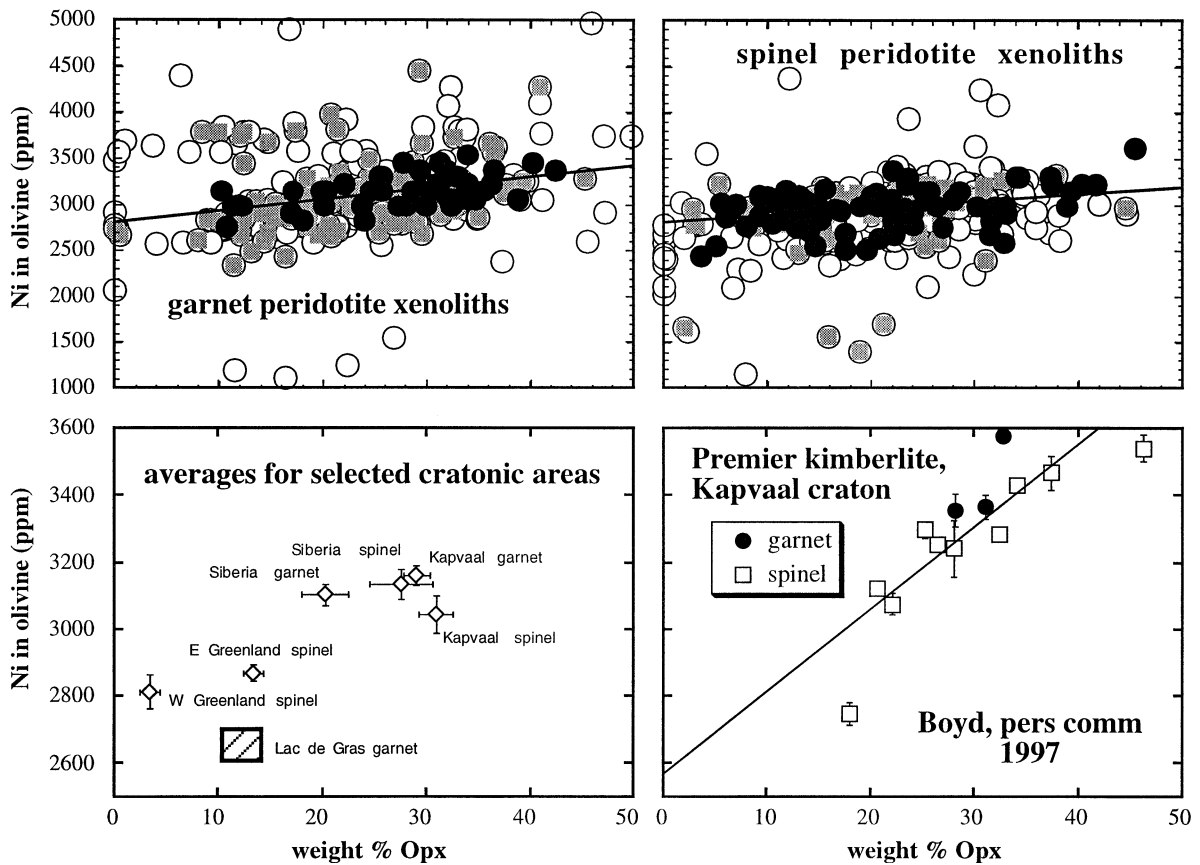 5000
4500
4000
3500
3000
2500
2000
1500
1000
Ni in olivine (ppm)
garnet peridotite xenoliths
spinel peridotite xenoliths
3600
3400
3200
3000
2800
2600
Ni in olivine (ppm)
averages for selected cratonic areas
Siberia spinel
Kapvaal garnet
Siberia garnet
Kapvaal spinel
E Greenland spinel
W Greenland spinel
Lac de Gras garnet
0 10 20 30 40 50
weight % Opx
Premier kimberlite,
Kapvaal craton
garnet
spinel
Boyd, pers comm
1997
0 10 20 30 40 50
weight % Opx